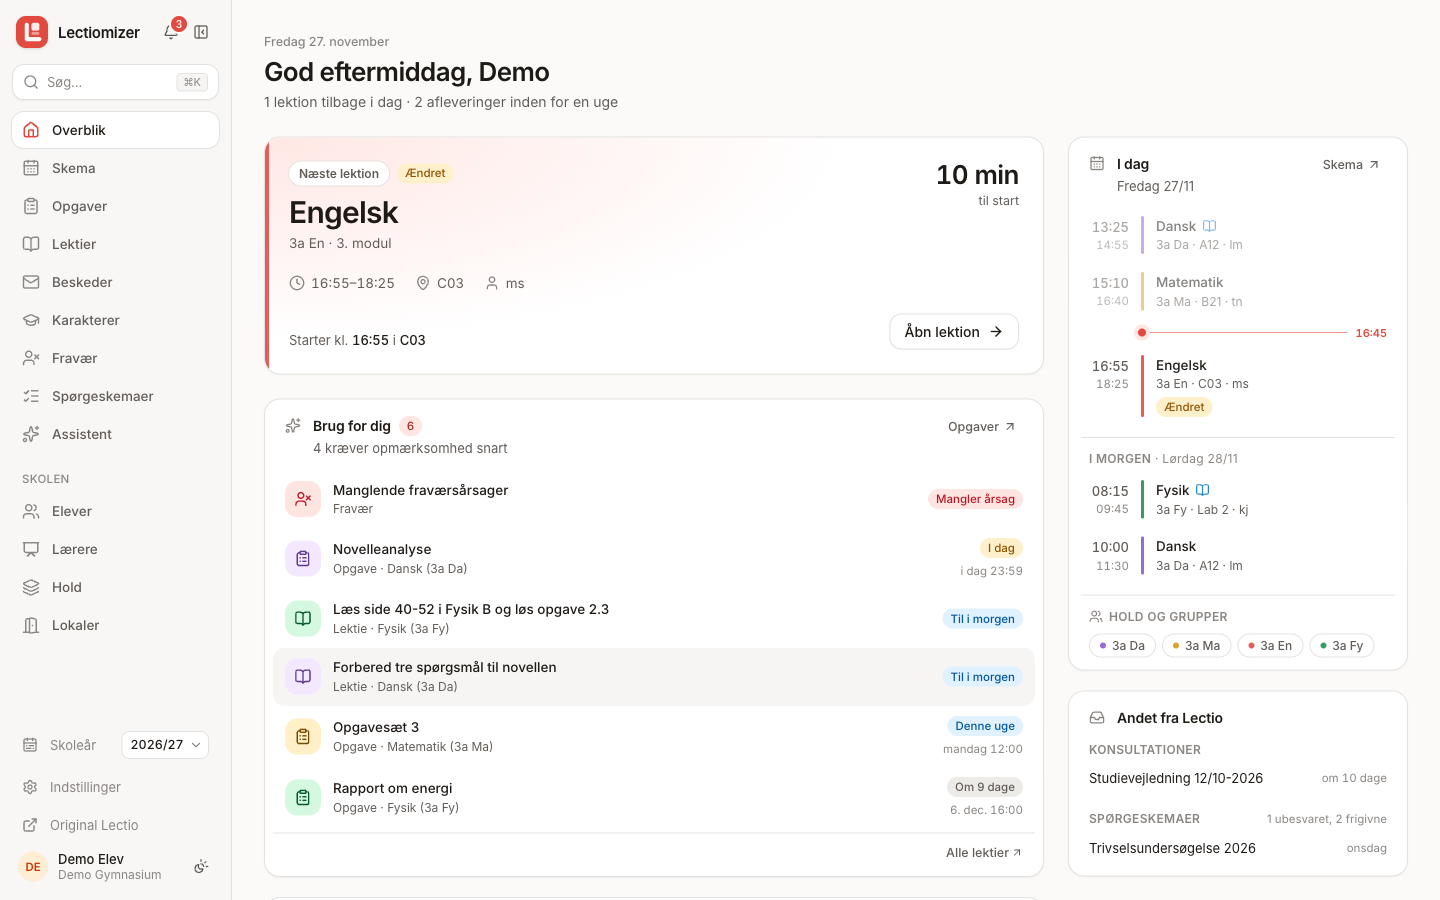 Lectiomizer
3
Søg...
⌘K
Overblik
Skema
Opgaver
Lektier
Beskeder
Karakterer
Fravær
Spørgeskemaer
Assistent
SKOLEN
Elever
Lærere
Hold
Lokaler
Skoleår
2026/27
Indstillinger
Original Lectio
DE
Demo Elev
Demo Gymnasium
Fredag 27. november
God eftermiddag, Demo
1 lektion tilbage i dag · 2 afleveringer inden for en uge
Næste lektion
Ændret
10 min
til start
Engelsk
3a En · 3. modul
16:55–18:25
C03
ms
Starter kl. 16:55 i C03
Åbn lektion
Brug for dig
6
Opgaver
4 kræver opmærksomhed snart
Manglende fraværsårsager
Fravær
Mangler årsag
Novelleanalyse
Opgave · Dansk (3a Da)
I dag
i dag 23:59
Læs side 40-52 i Fysik B og løs opgave 2.3
Lektie · Fysik (3a Fy)
Til i morgen
Forbered tre spørgsmål til novellen
Lektie · Dansk (3a Da)
Til i morgen
Opgavesæt 3
Opgave · Matematik (3a Ma)
Denne uge
mandag 12:00
Rapport om energi
Opgave · Fysik (3a Fy)
Om 9 dage
6. dec. 16:00
Alle lektier
I dag
Skema
Fredag 27/11
13:25
14:55
Dansk
3a Da · A12 · lm
15:10
16:40
Matematik
3a Ma · B21 · tn
16:45
16:55
18:25
Engelsk
3a En · C03 · ms
Ændret
I MORGEN · Lørdag 28/11
08:15
09:45
Fysik
3a Fy · Lab 2 · kj
10:00
11:30
Dansk
3a Da · A12 · lm
HOLD OG GRUPPER
3a Da
3a Ma
3a En
3a Fy
Andet fra Lectio
KONSULTATIONER
Studievejledning 12/10-2026
om 10 dage
SPØRGESKEMAER
1 ubesvaret, 2 frigivne
Trivselsundersøgelse 2026
onsdag